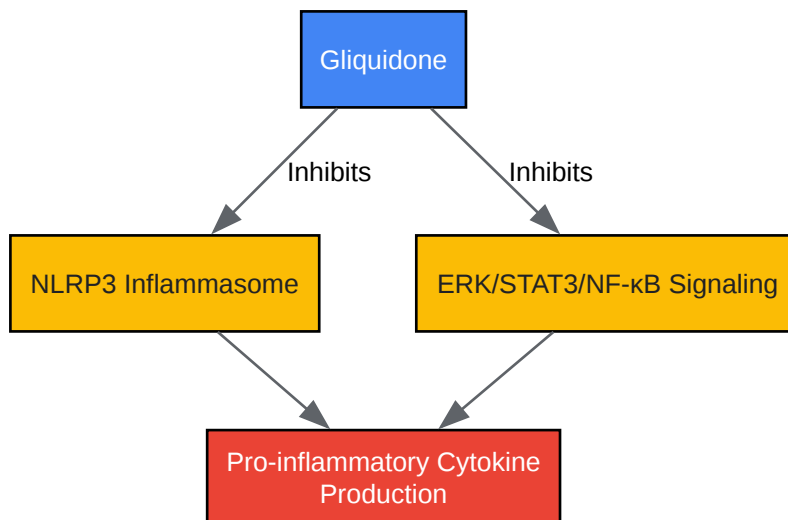 Gliquidone
Inhibits
Inhibits
NLRP3 Inflammasome
ERK/STAT3/NF-κB Signaling
Pro-inflammatory Cytokine
Production